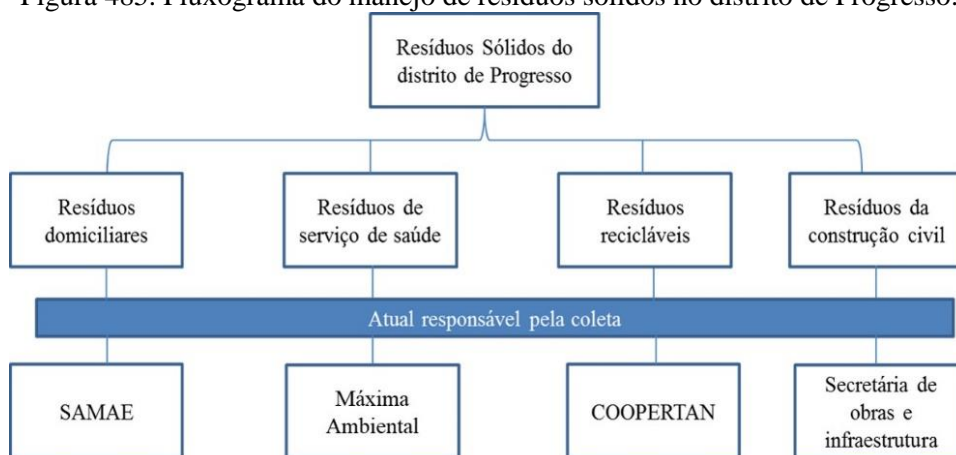 Figura 485. Fluxograma do manejo de resíduos sólidos no distrito de Progresso.
Resíduos Sólidos do
distrito de Progresso
Resíduos
domiciliares
Resíduos de
serviço de saúde
Resíduos
recicláveis
Resíduos da
construção civil
Atual responsável pela coleta
SAMAE
Máxima
Ambiental
COOPERTAN
Secretária de
obras e
infraestrutura